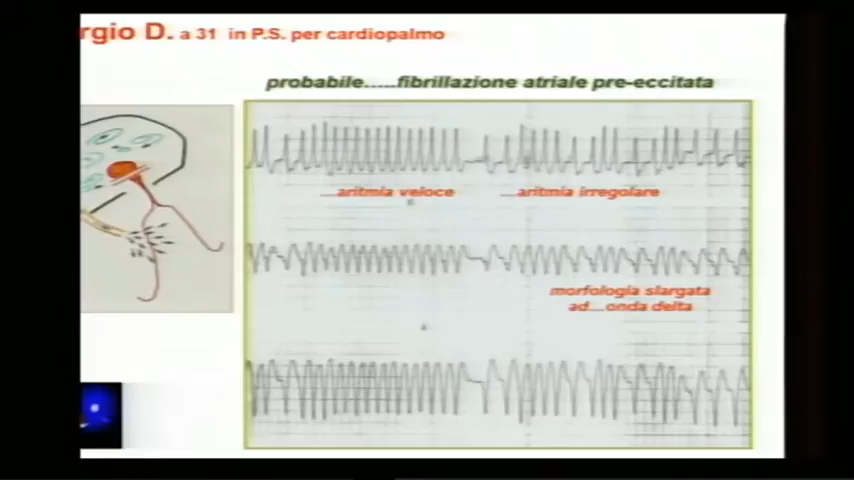 rgio D. a 31 in P.S. per cardiopalmo
probabile.....fibrillazione atriale pre-eccitata
...aritmia veloce
...aritmia irregolare
morfologia slargata
ad...onda delta